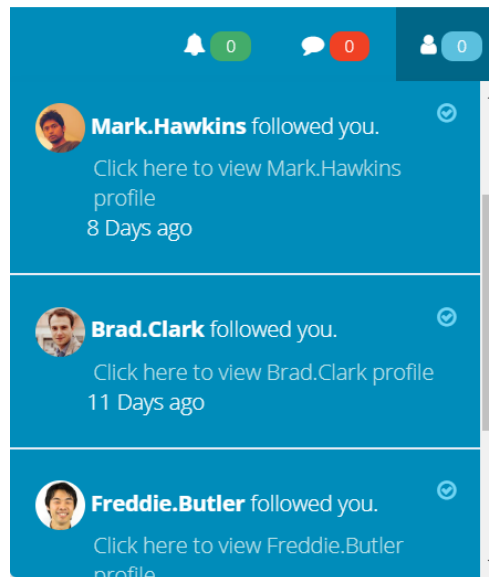 0 0 0
Mark.Hawkins followed you.
Click here to view Mark.Hawkins
profile
8 Days ago
Brad.Clark followed you.
Click here to view Brad.Clark profile
11 Days ago
Freddie.Butler followed you.
Click here to view Freddie.Butler
profile